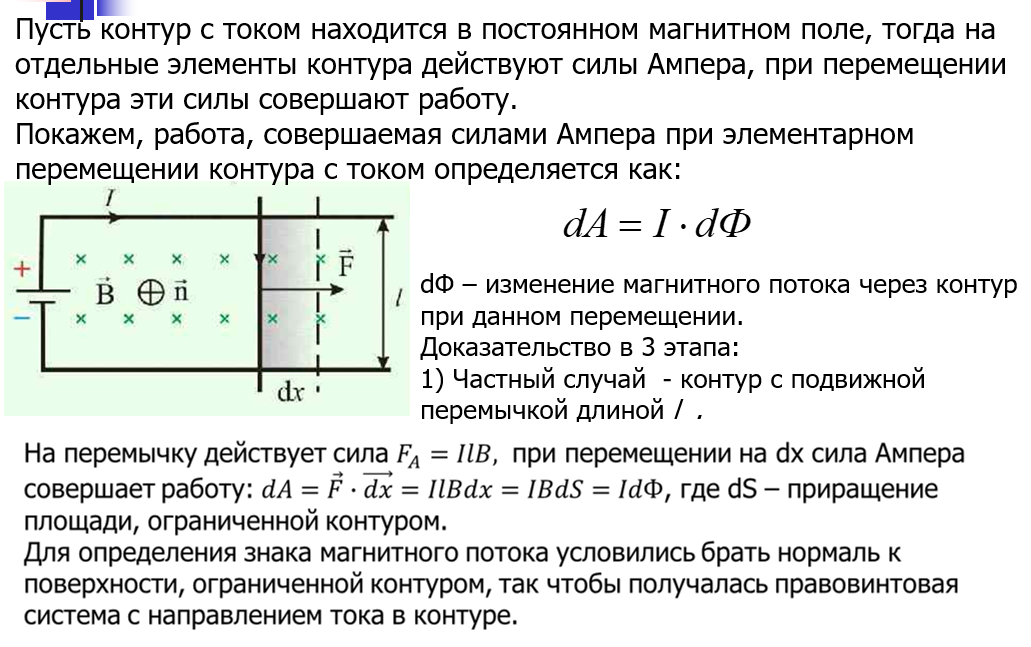 Пусть контур с током находится в постоянном магнитном поле, тогда на
отдельные элементы контура действуют силы Ампера, при перемещении
контура эти силы совершают работу.
Покажем, работа, совершаемая силами Ампера при элементарном
перемещении контура с током определяется как:
I
+
B⃗ ⊕ n⃗
F⃗
l
−
dx
dA = I · dΦ
dФ – изменение магнитного потока через контур
при данном перемещении.
Доказательство в 3 этапа:
1) Частный случай - контур с подвижной
перемычкой длиной l .
На перемычку действует сила F_A = IlB, при перемещении на dx сила Ампера
совершает работу: dA = F⃗ · dx⃗ = IlBdx = IBdS = IdФ, где dS – приращение
площади, ограниченной контуром.
Для определения знака магнитного потока условились брать нормаль к
поверхности, ограниченной контуром, так чтобы получалась правовинтовая
система с направлением тока в контуре.